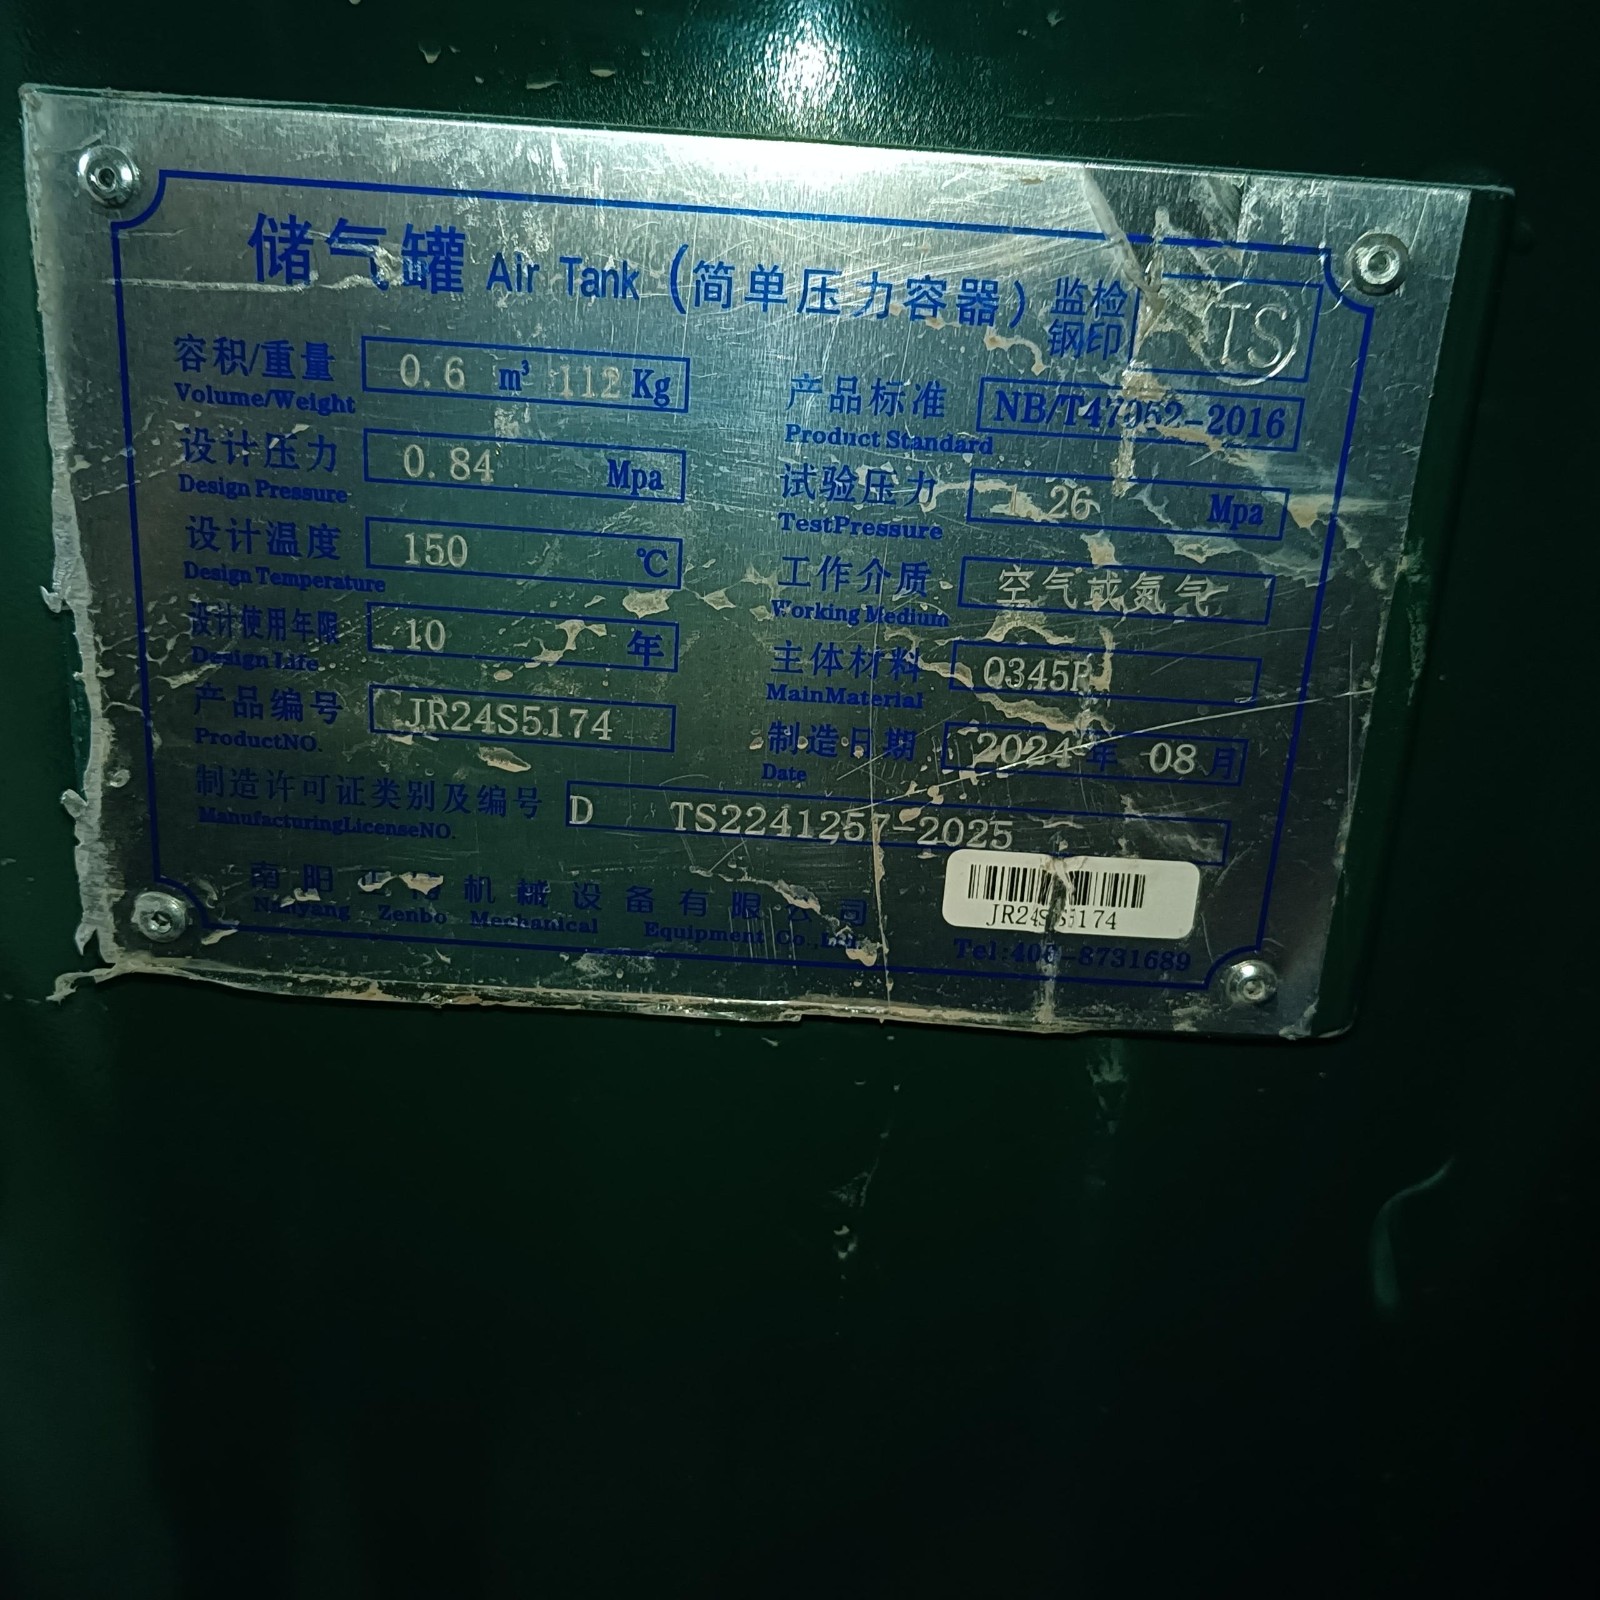 储气罐 Air Tank (简单压力容器) 监检钢印 TS
容积/重量 0.6 m³ 112 Kg
Volume/Weight
产品标准 NB/T47052-2016
Product Standard
设计压力 0.84 Mpa
Design Pressure
试验压力 1.26 Mpa
TestPressure
设计温度 150 ℃
Design Temperature
工作介质 空气或氮气
Working Medium
设计使用年限 10 年
Design Life
主体材料 Q345R
MainMaterial
产品编号 JR24S5174
ProductNO.
制造日期 2024 年 08 月
Date
制造许可证类别及编号 D TS2241257-2025
ManufacturingLicenseNO.
JR24S5174
南阳 机械设备有限公司
Nanyang Zenbo Mechanical Equipment Co.,Ltd.
Tel:400-8731689